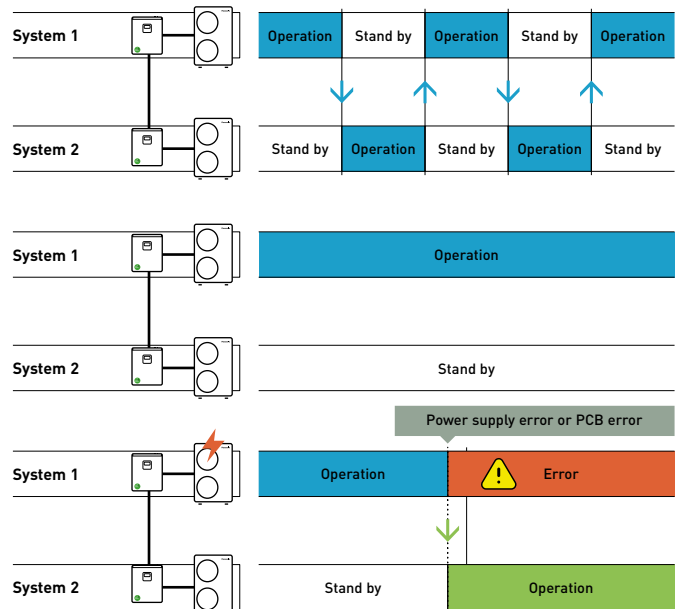 System 1 Operation Stand by Operation Stand by Operation
System 2 Stand by Operation Stand by Operation Stand by
System 1 Operation
System 2 Stand by
Power supply error or PCB error
System 1 Operation Error
System 2 Stand by Operation